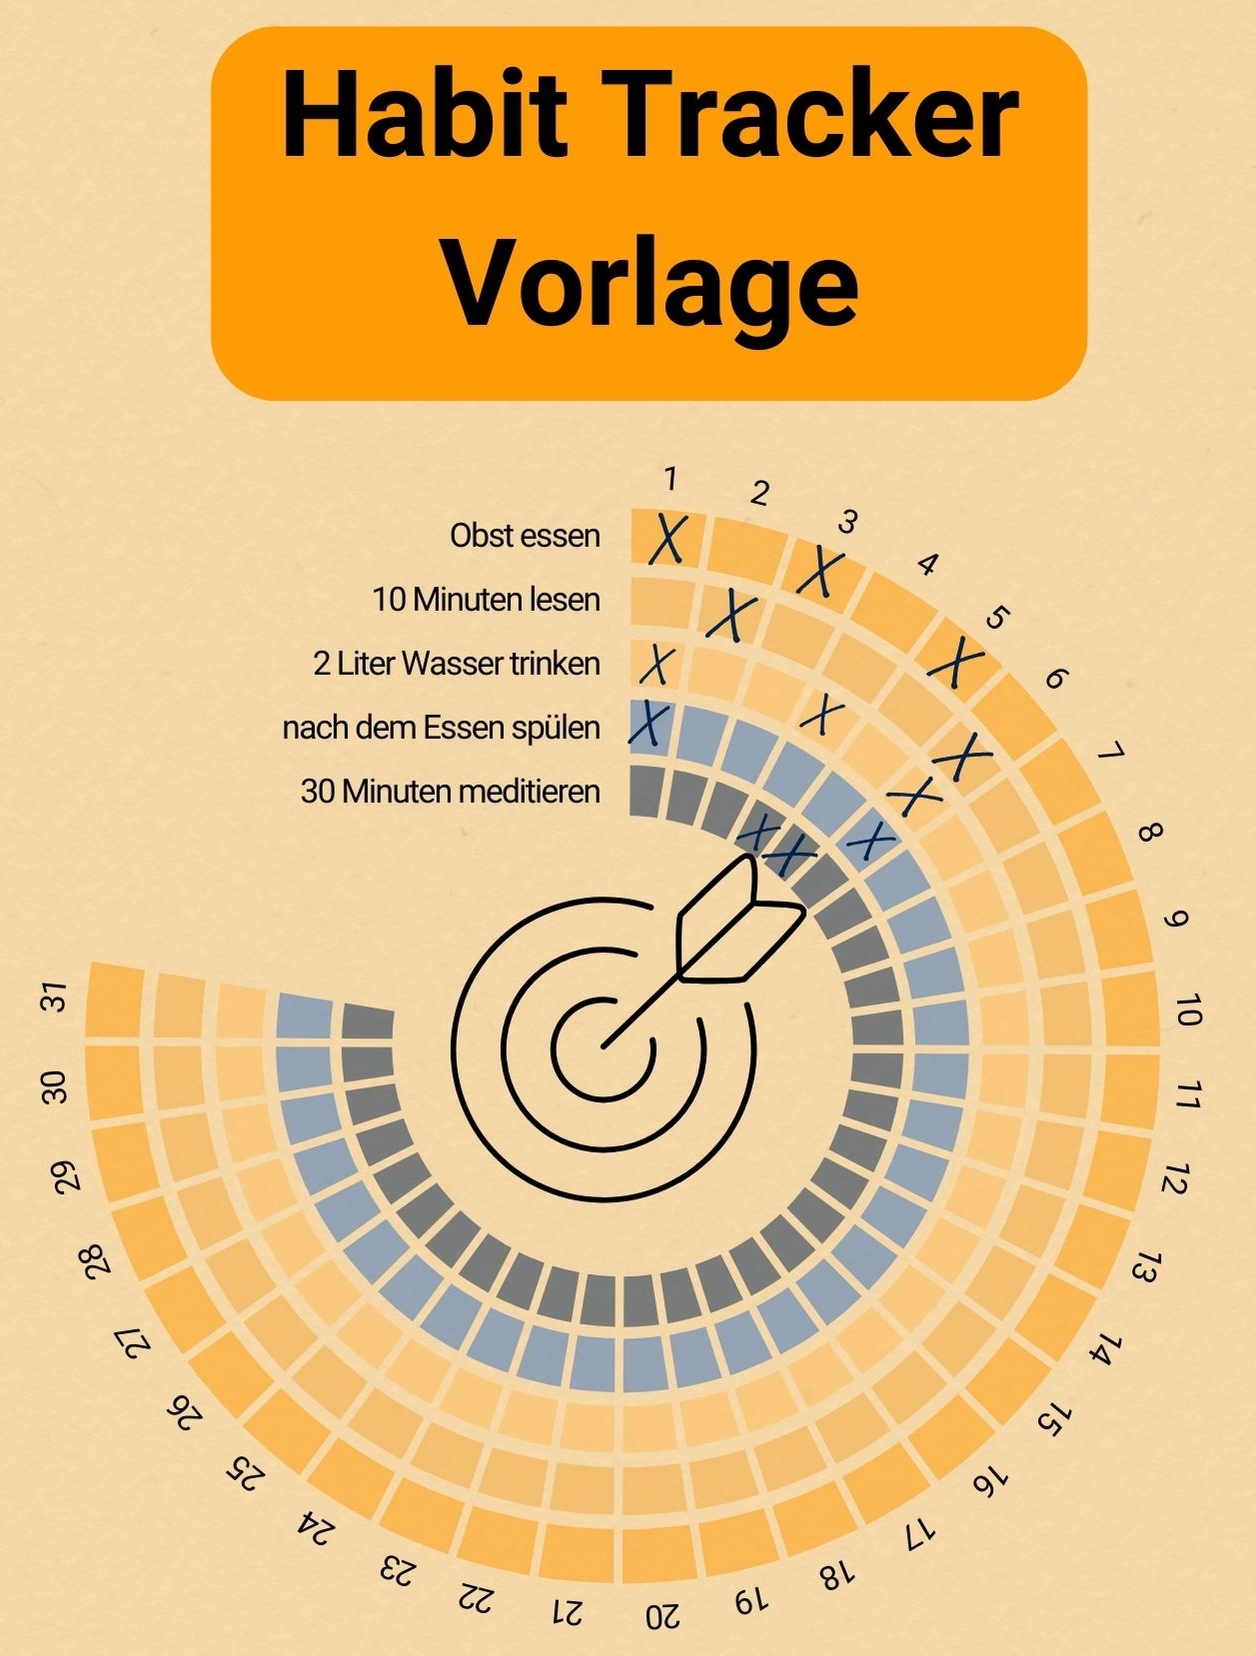 Habit Tracker
Vorlage
1
2
3
4
5
6
7
8
9
10
11
12
13
14
15
16
17
18
19
20
21
22
23
24
25
26
27
28
29
30
31
Obst essen
10 Minuten lesen
2 Liter Wasser trinken
nach dem Essen spülen
30 Minuten meditieren
X
X
X
X
X
X
X
X
X
X
X
X